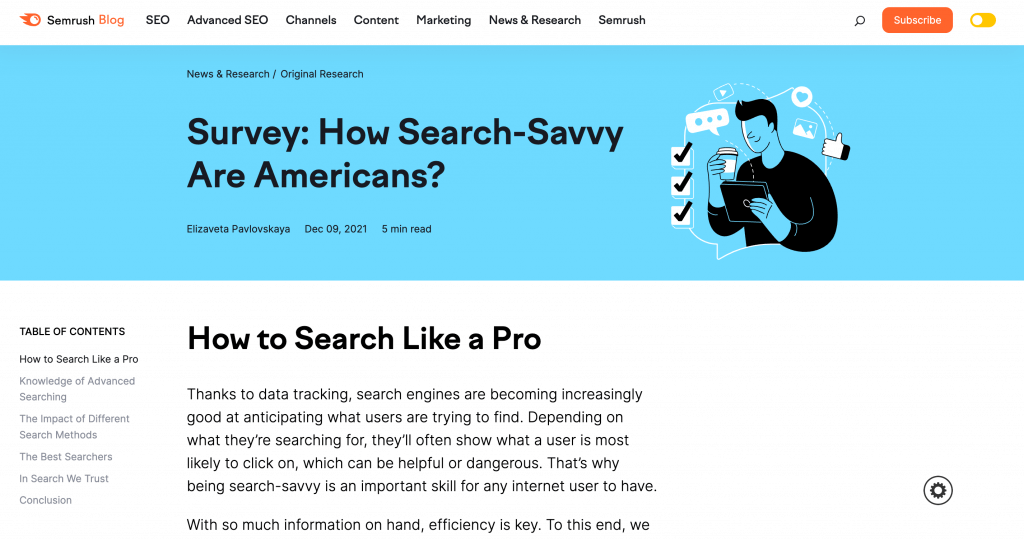 Semrush Blog SEO Advanced SEO Channels Content Marketing News & Research Semrush Subscribe
News & Research / Original Research
Survey: How Search-Savvy
Are Americans?
Elizaveta Pavlovskaya Dec 09, 2021 5 min read
TABLE OF CONTENTS
How to Search Like a Pro
Knowledge of Advanced
Searching
The Impact of Different
Search Methods
The Best Searchers
In Search We Trust
Conclusion
How to Search Like a Pro
Thanks to data tracking, search engines are becoming increasingly
good at anticipating what users are trying to find. Depending on
what they’re searching for, they’ll often show what a user is most
likely to click on, which can be helpful or dangerous. That’s why
being search-savvy is an important skill for any internet user to have.
With so much information on hand, efficiency is key. To this end, we